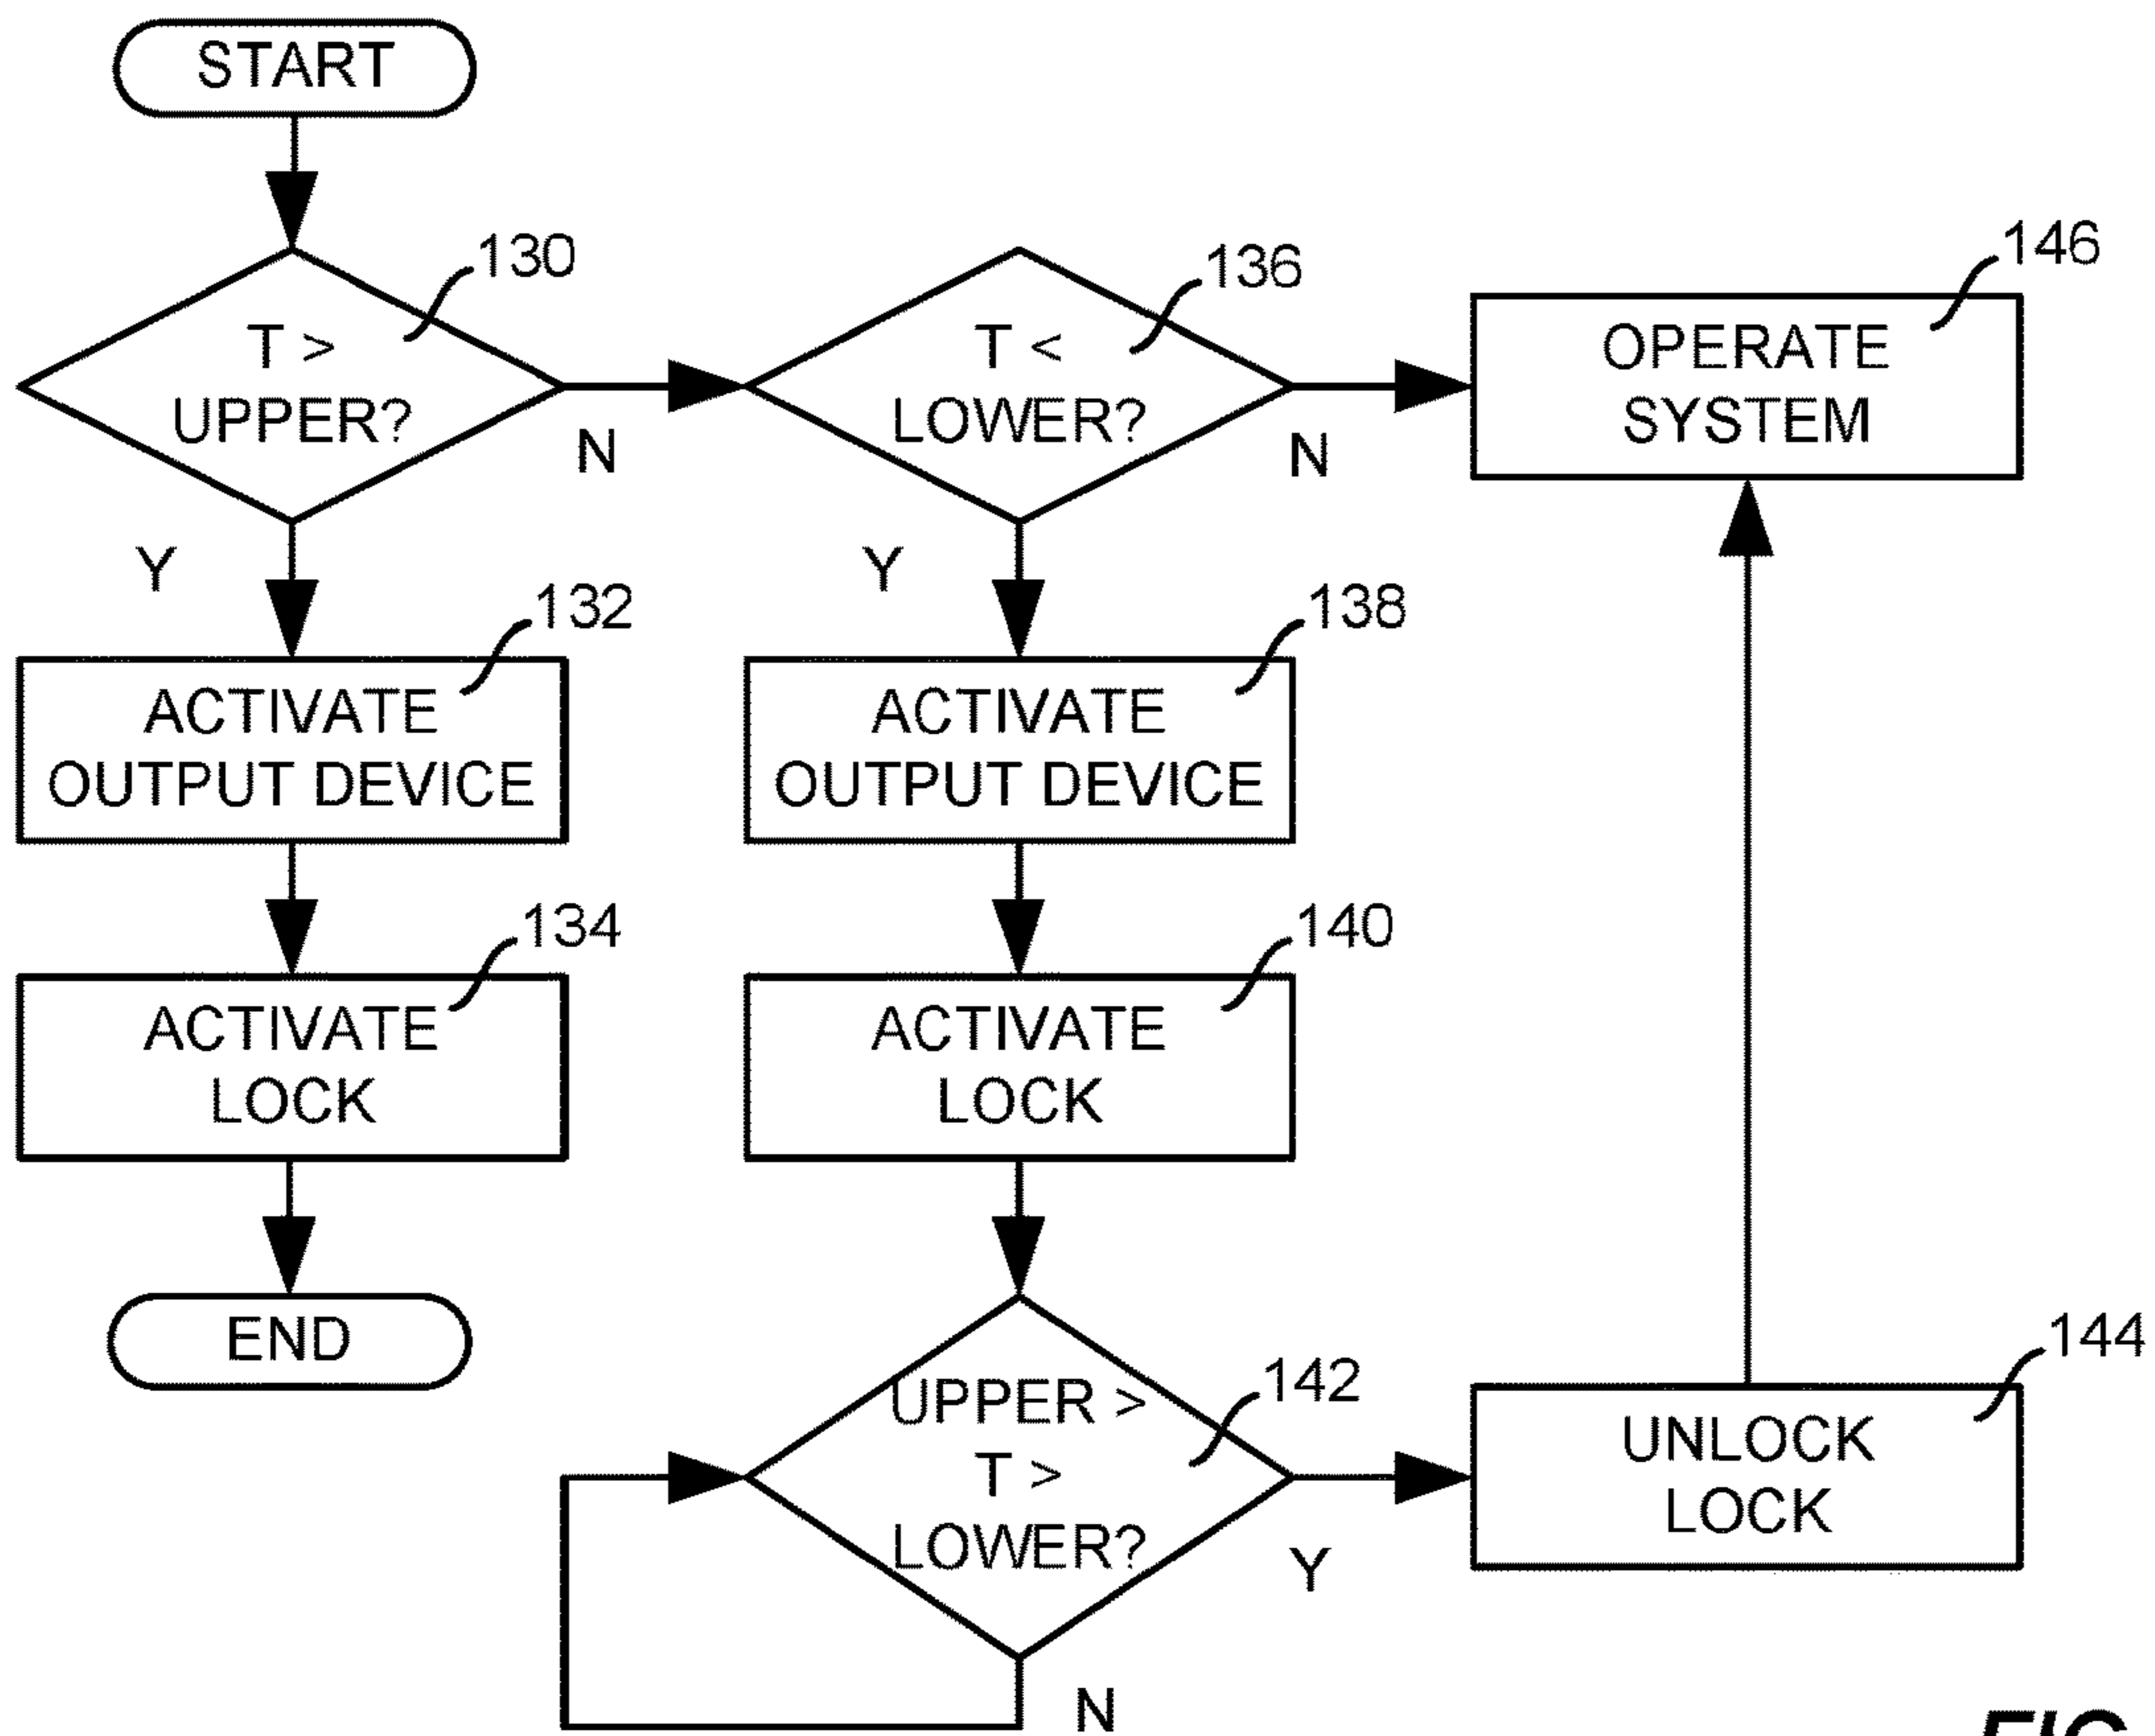 START
130
T >
UPPER?
N
Y
136
T <
LOWER?
N
Y
146
OPERATE
SYSTEM
132
ACTIVATE
OUTPUT DEVICE
138
ACTIVATE
OUTPUT DEVICE
134
ACTIVATE
LOCK
140
ACTIVATE
LOCK
END
142
UPPER >
T >
LOWER?
Y
N
144
UNLOCK
LOCK
FIG